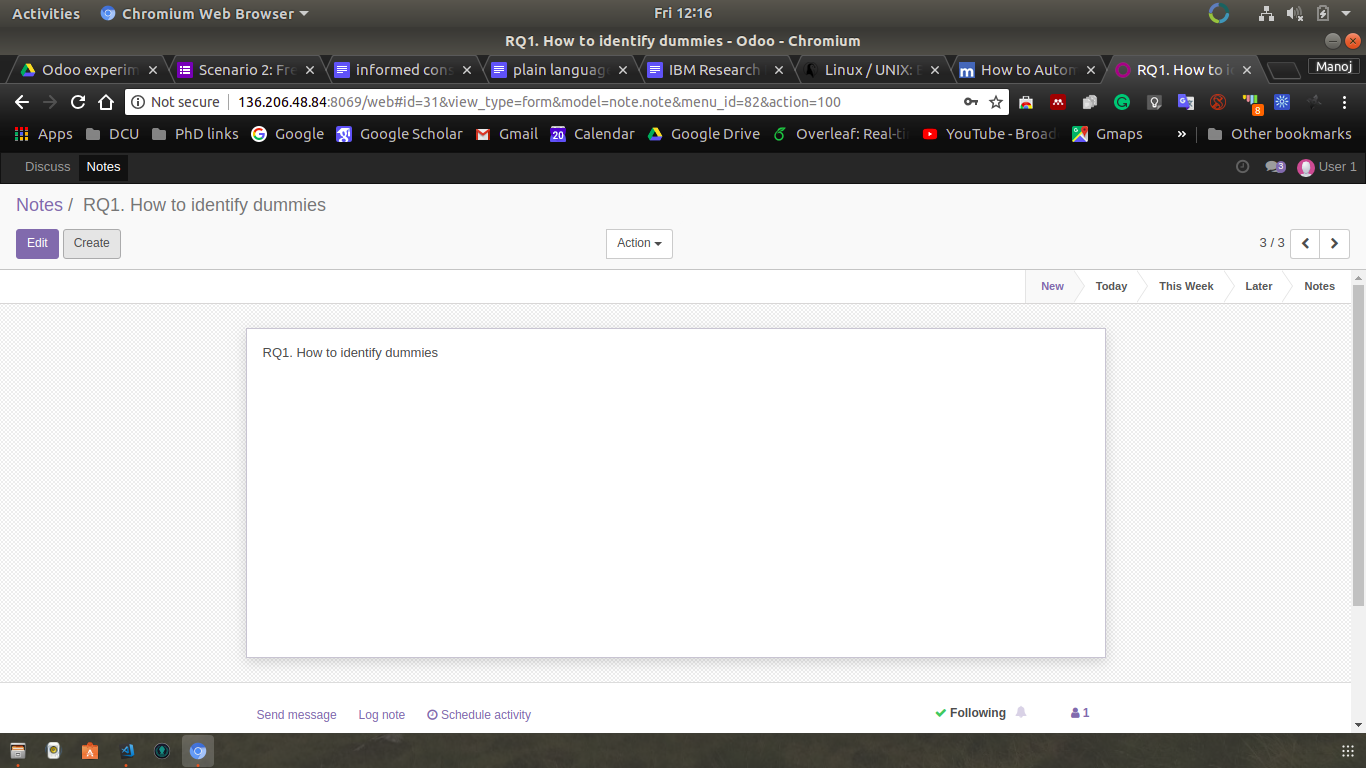 Activities Chromium Web Browser Fri 12:16
RQ1. How to identify dummies - Odoo - Chromium
Odoo experim Scenario 2: Fre informed cons plain language IBM Research Linux / UNIX: How to Autom RQ1. How to i Manoj
Not secure 136.206.48.84:8069/web#id=31&view_type=form&model=note.note&menu_id=82&action=100 8
Apps DCU PhD links Google Google Scholar Gmail 20 Calendar Google Drive Overleaf: Real-ti YouTube - Broad Gmaps » Other bookmarks
Discuss Notes 3 User 1
Notes / RQ1. How to identify dummies
Edit Create Action 3 / 3
New Today This Week Later Notes
RQ1. How to identify dummies
Send message Log note Schedule activity Following 1